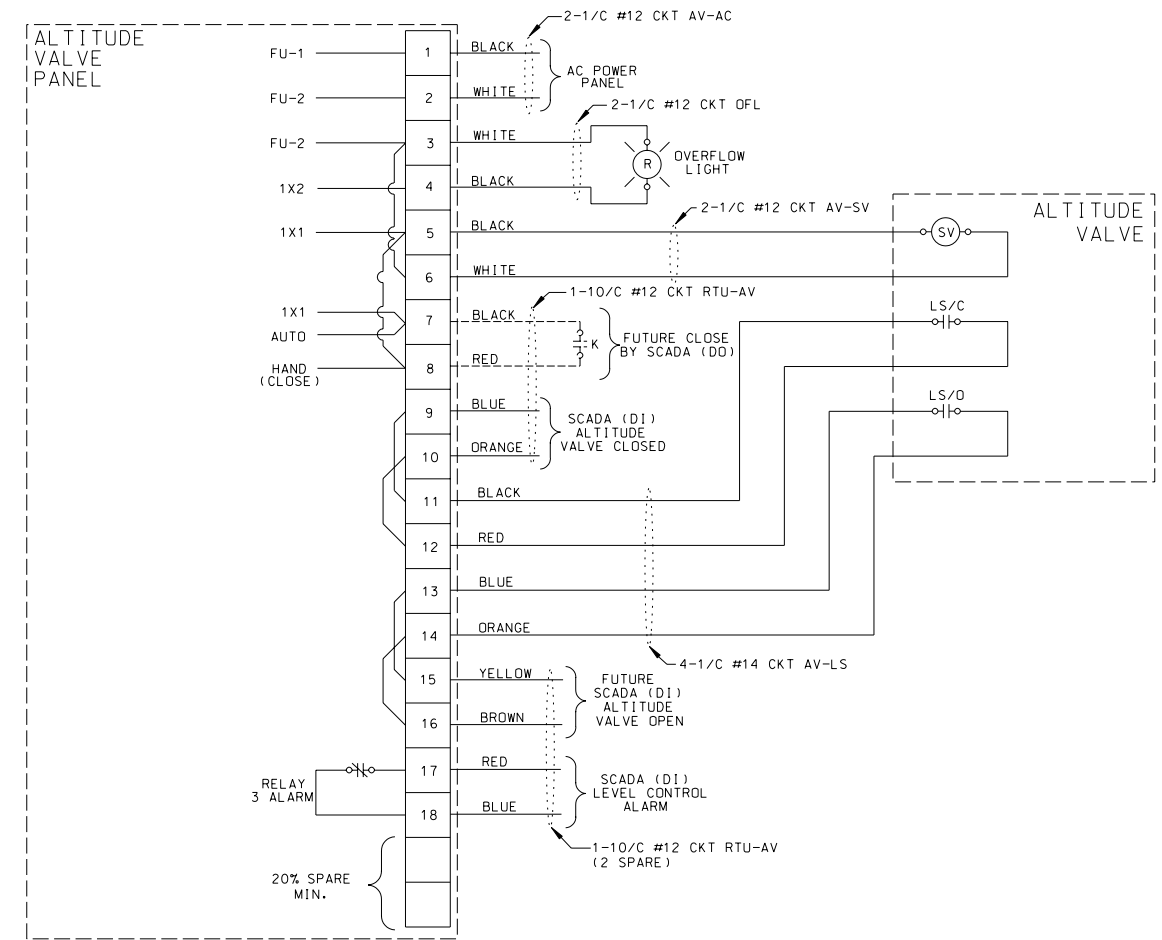 ALTITUDE
VALVE
PANEL
FU-1
1
BLACK
2-1/C #12 CKT AV-AC
AC POWER
PANEL
FU-2
2
WHITE
2-1/C #12 CKT OFL
FU-2
3
WHITE
R
OVERFLOW
LIGHT
1X2
4
BLACK
2-1/C #12 CKT AV-SV
ALTITUDE
VALVE
1X1
5
BLACK
SV
6
WHITE
1-10/C #12 CKT RTU-AV
1X1
AUTO
7
BLACK
K
FUTURE CLOSE
BY SCADA (DO)
LS/C
HAND
(CLOSE)
8
RED
9
BLUE
SCADA (DI)
ALTITUDE
VALVE CLOSED
LS/O
10
ORANGE
11
BLACK
12
RED
13
BLUE
14
ORANGE
4-1/C #14 CKT AV-LS
15
YELLOW
FUTURE
SCADA (DI)
ALTITUDE
VALVE OPEN
16
BROWN
RELAY
3 ALARM
17
RED
SCADA (DI)
LEVEL CONTROL
ALARM
18
BLUE
1-10/C #12 CKT RTU-AV
(2 SPARE)
20% SPARE
MIN.